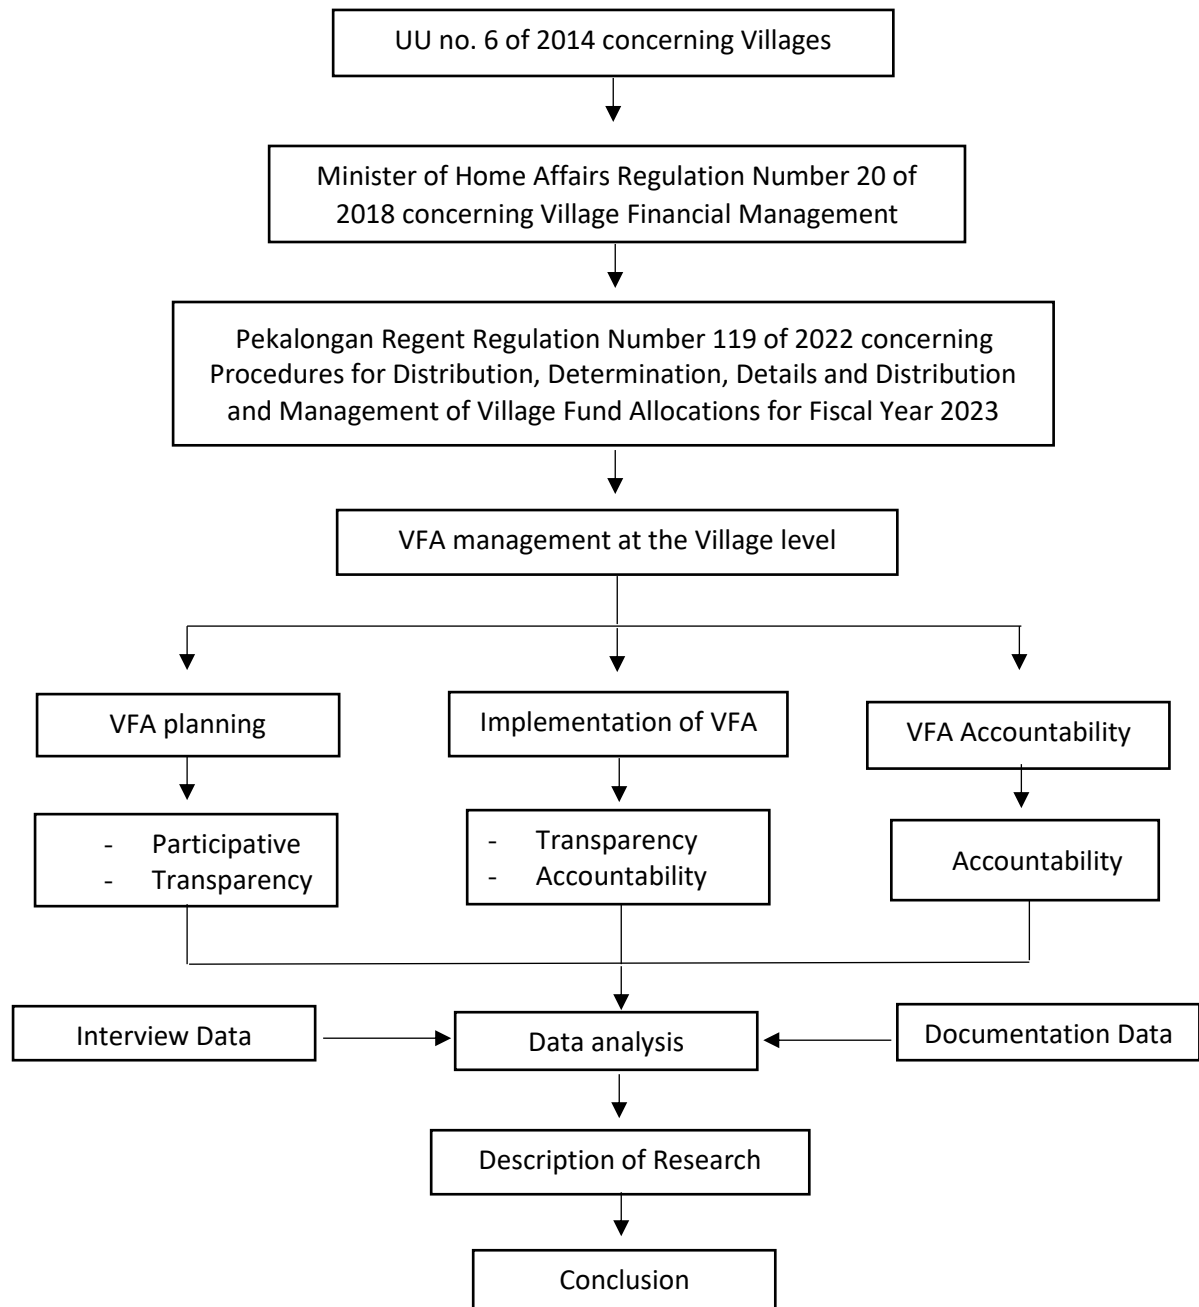 UU no. 6 of 2014 concerning Villages
Minister of Home Affairs Regulation Number 20 of
2018 concerning Village Financial Management
Pekalongan Regent Regulation Number 119 of 2022 concerning
Procedures for Distribution, Determination, Details and Distribution
and Management of Village Fund Allocations for Fiscal Year 2023
VFA management at the Village level
VFA planning
Implementation of VFA
VFA Accountability
- Participative
- Transparency
- Transparency
- Accountability
Accountability
Interview Data
Data analysis
Documentation Data
Description of Research
Conclusion